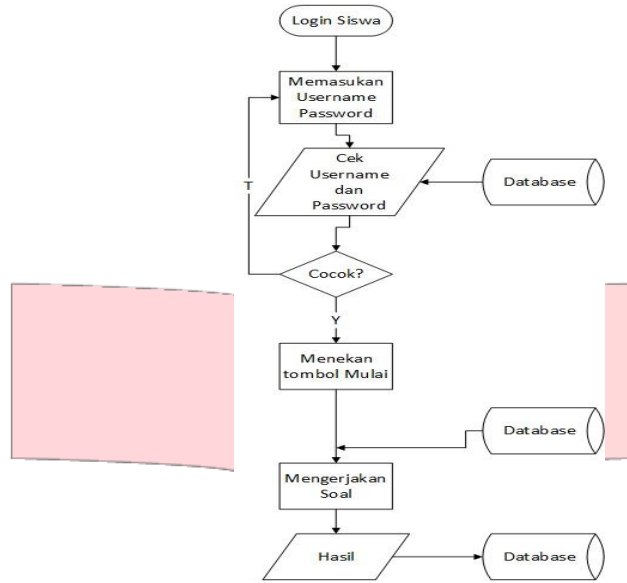 Login Siswa
Memasukan
Username
Password
Cek
Username
dan
Password
Database
T
Cocok?
Y
Menekan
tombol Mulai
Database
Mengerjakan
Soal
Hasil
Database